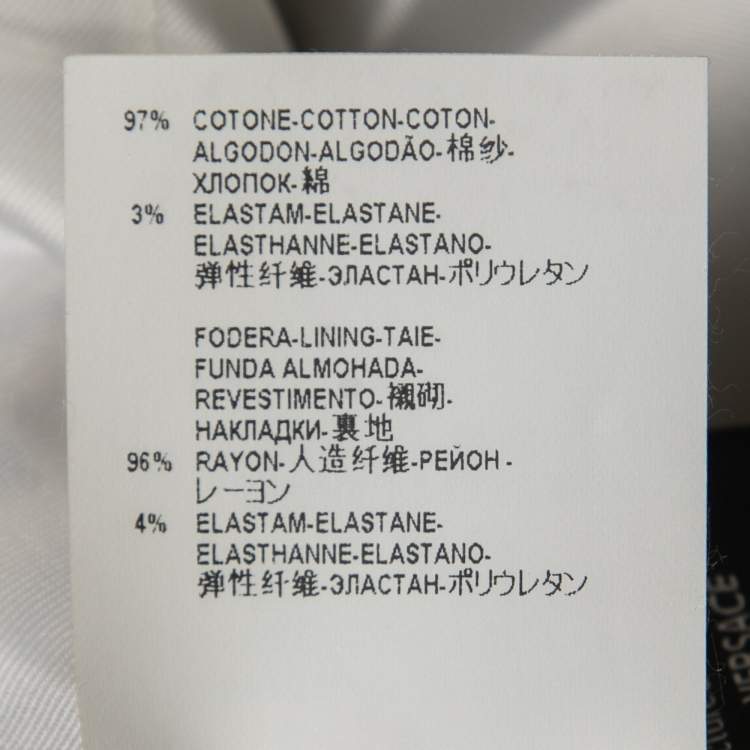 97% COTONE-COTTON-COTON-
ALGODON-ALGODÃO-棉纱-
ХЛОПОК-綿
3% ELASTAM-ELASTANE-
ELASTHANNE-ELASTANO-
弹性纤维-ЭЛАСТАН-ポリウレタン
FODERA-LINING-TAIE-
FUNDA ALMOHADA-
REVESTIMENTO-襯砌-
НАКЛАДКИ-裏地
96% RAYON-人造纤维-РЕЙОН-
レーヨン
4% ELASTAM-ELASTANE-
ELASTHANNE-ELASTANO-
弹性纤维-ЭЛАСТАН-ポリウレタン
VERSACE